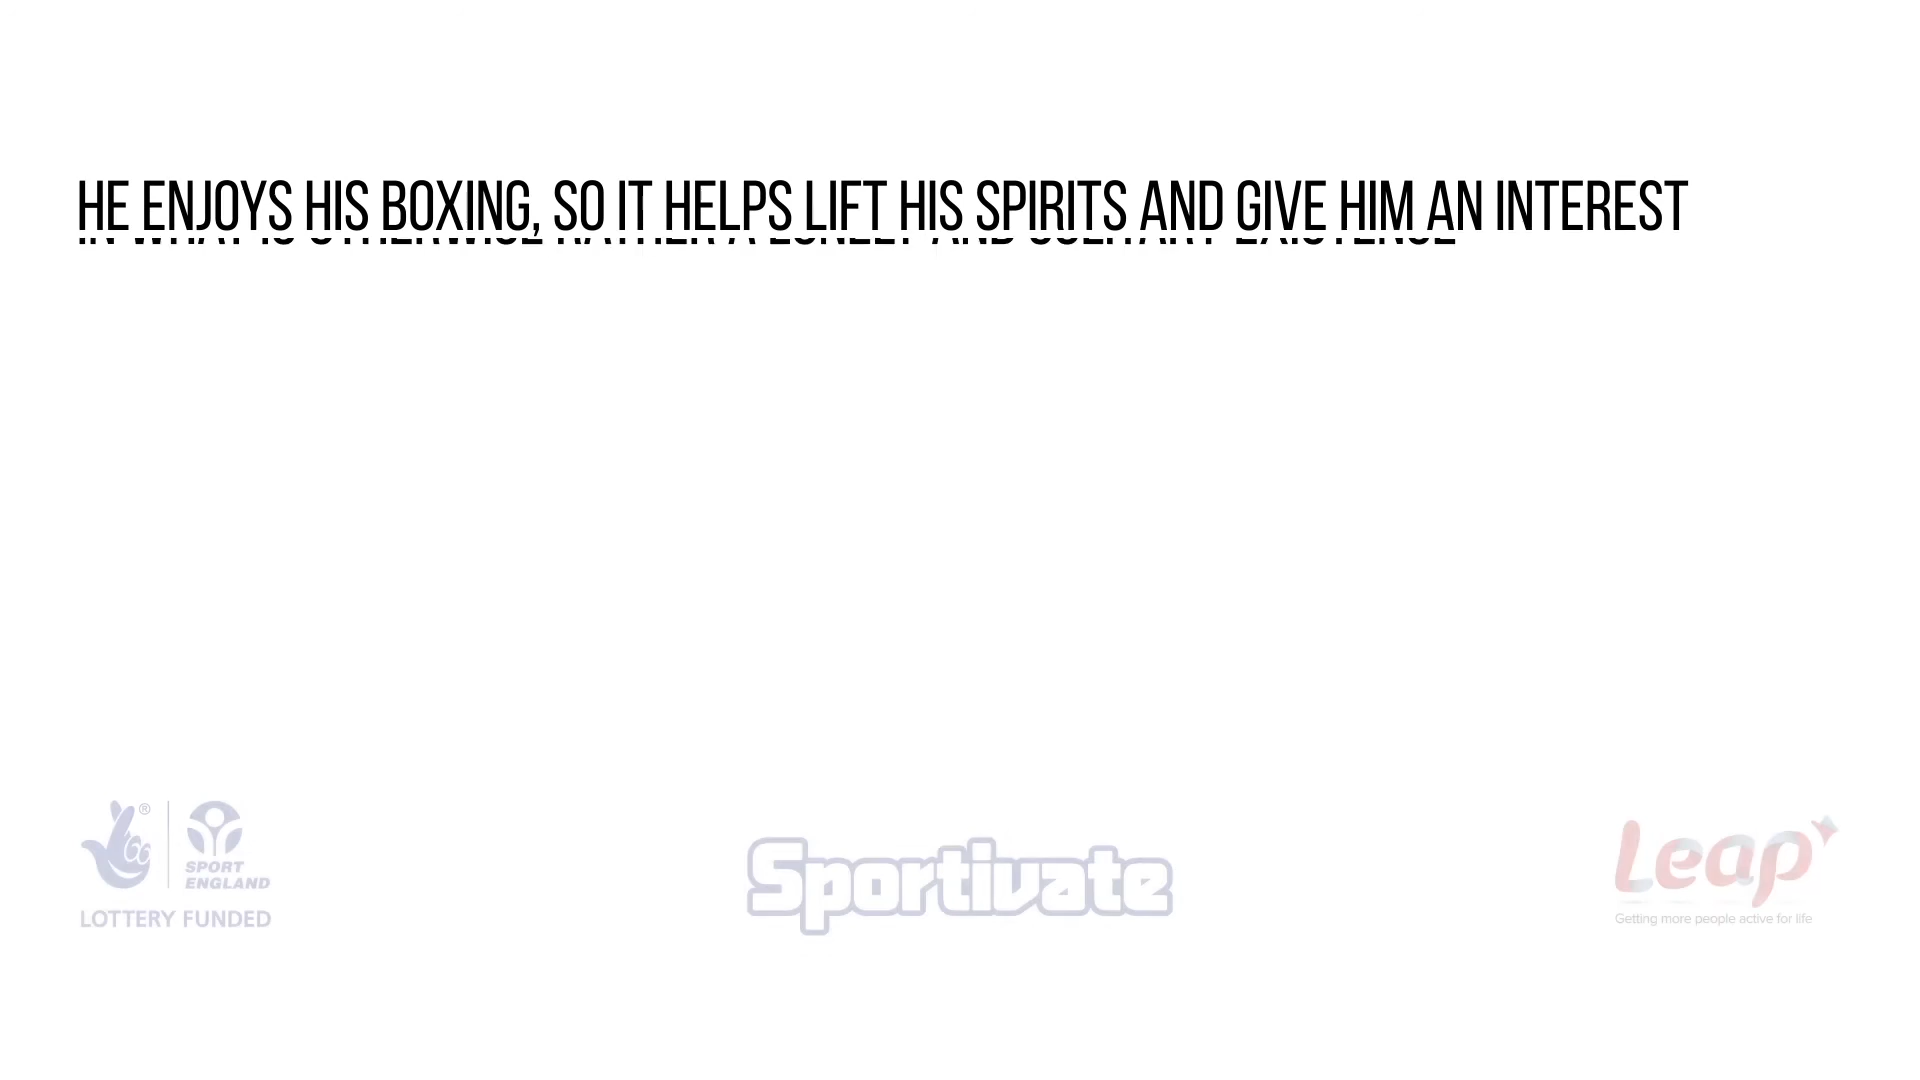 HE ENJOYS HIS BOXING, SO IT HELPS LIFT HIS SPIRITS AND GIVE HIM AN INTEREST
®
SPORT
ENGLAND
LOTTERY FUNDED
Sportivate
Leap
Getting more people active for life